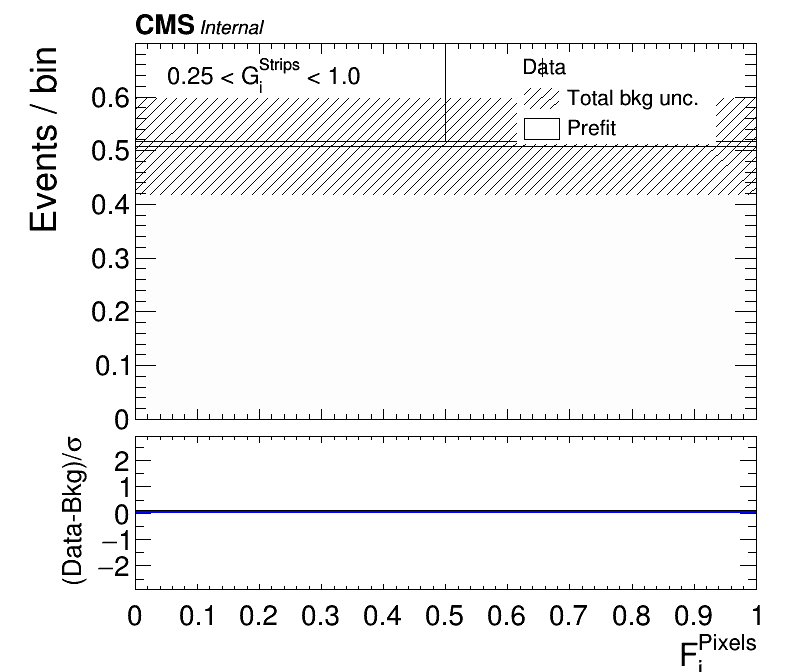 CMS Internal
Events / bin
0.25 < G_i^Strips < 1.0
Data
Total bkg unc.
Prefit
0.6
0.5
0.4
0.3
0.2
0.1
0
(Data-Bkg)/σ
2
1
0
−1
−2
0 0.1 0.2 0.3 0.4 0.5 0.6 0.7 0.8 0.9 1
F_i^Pixels